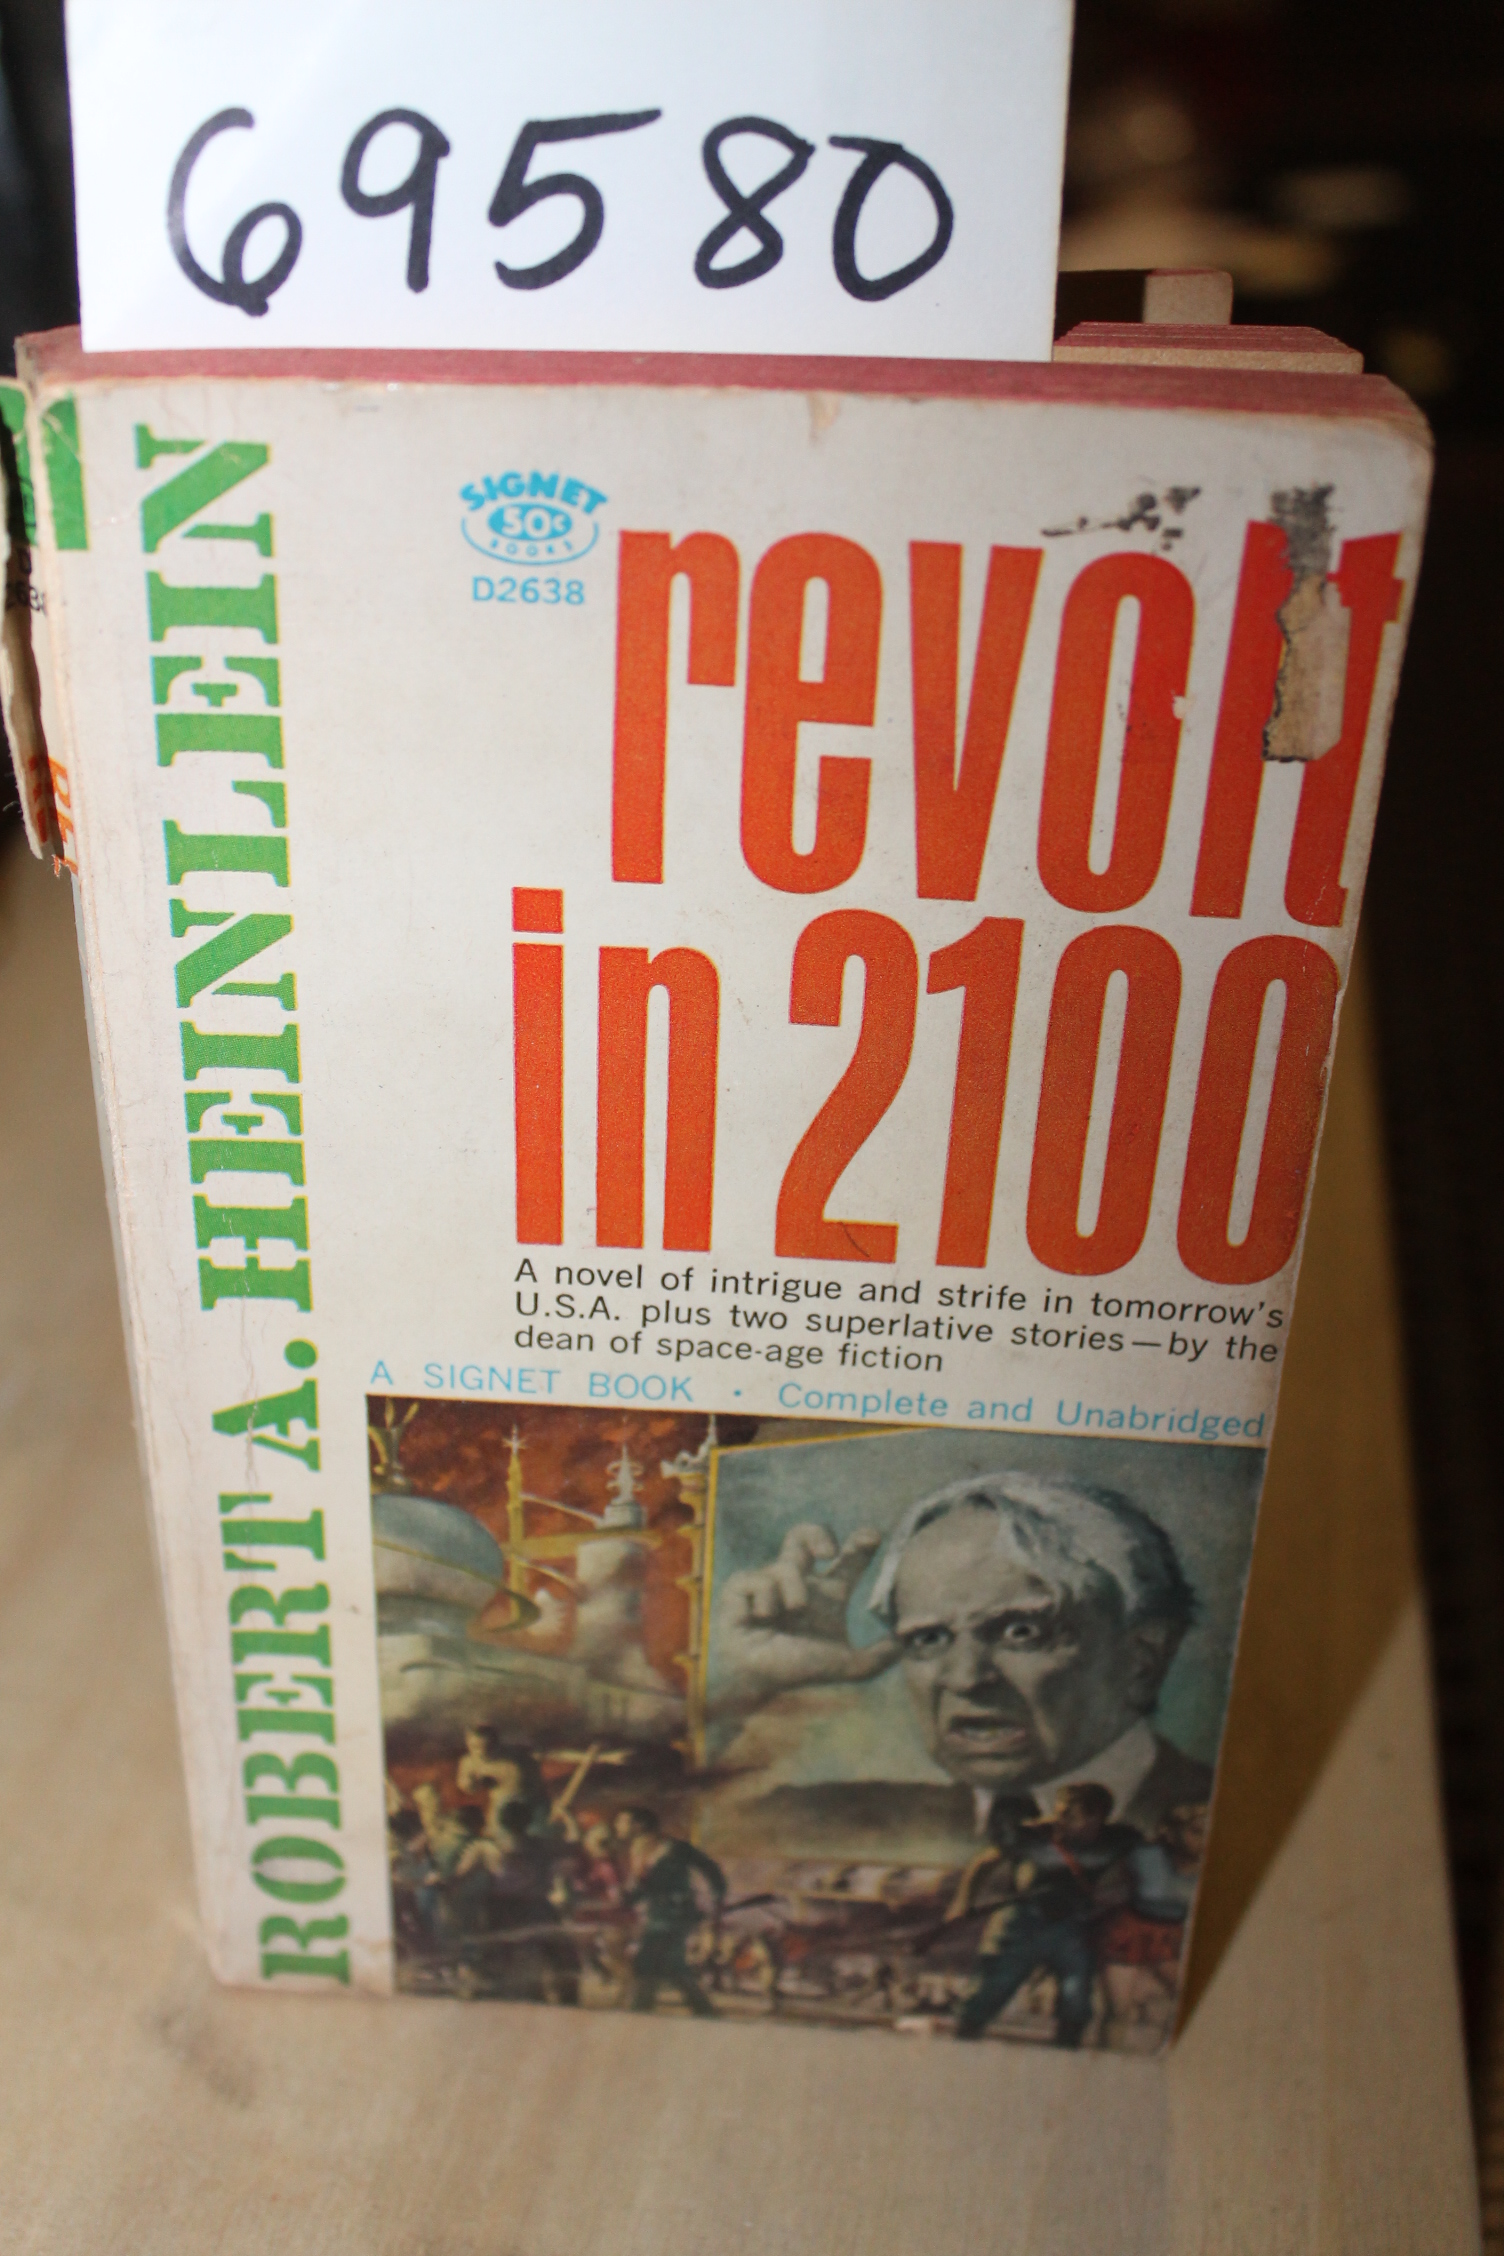 69580
ROBERT A. HEINLEIN
SIGNET
50¢
BOOKS
D2638
revolt
in 2100
A novel of intrigue and strife in tomorrow's
U.S.A. plus two superlative stories—by the
dean of space-age fiction
A SIGNET BOOK • Complete and Unabridged